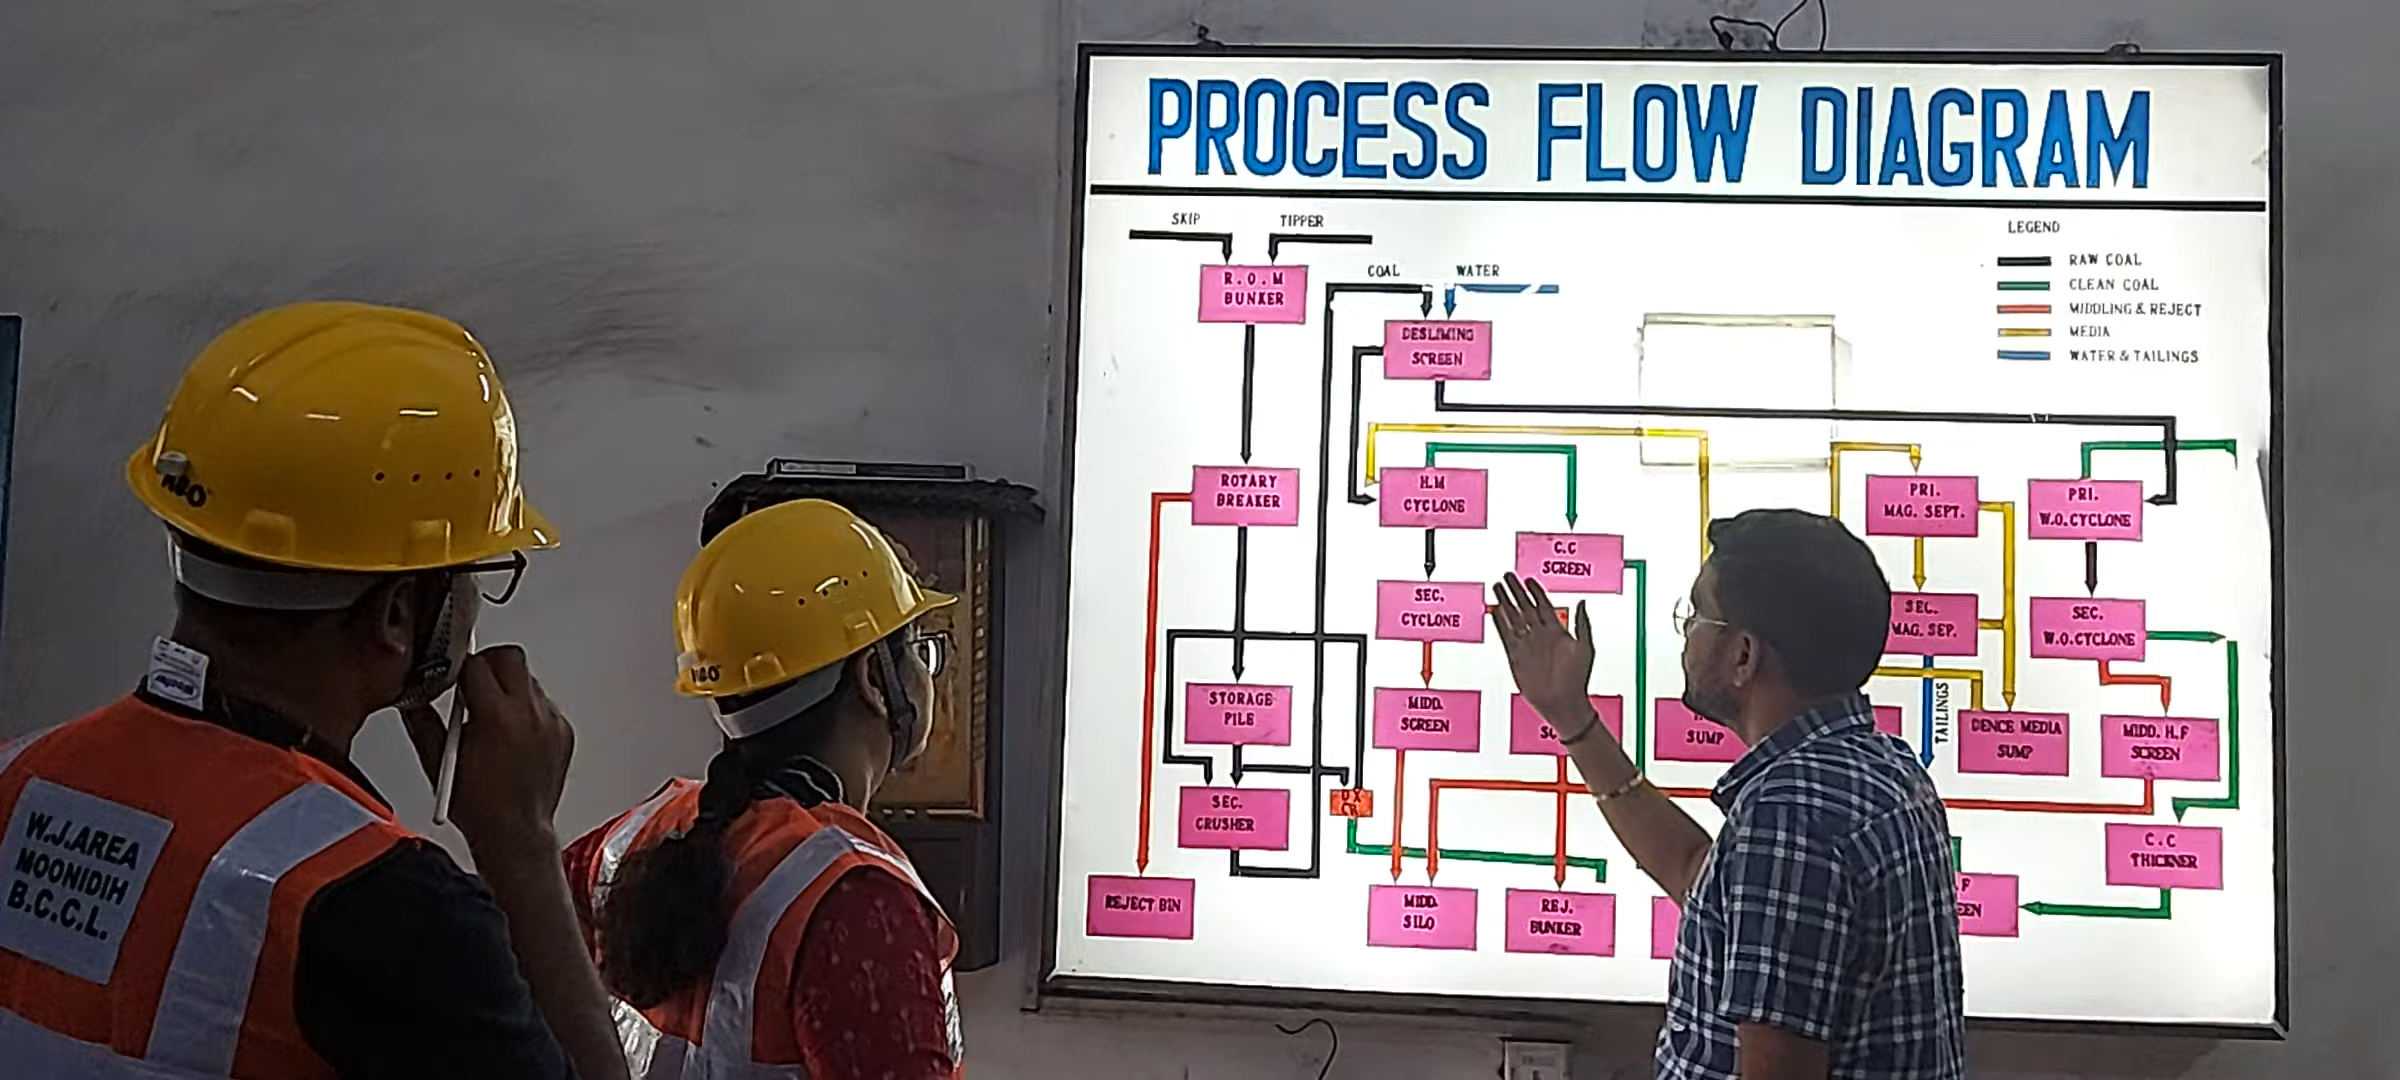 PROCESS FLOW DIAGRAM
SKIP
TIPPER
LEGEND
RAW COAL
CLEAN COAL
MIDDLING & REJECT
MEDIA
WATER & TAILINGS
R.O.M
BUNKER
COAL
WATER
DESLIMING
SCREEN
ROTARY
BREAKER
H.M
CYCLONE
C.C
SCREEN
PRI.
MAG. SEPT.
PRI.
W.O.CYCLONE
SEC.
CYCLONE
SEC.
MAG. SEP.
SEC.
W.O.CYCLONE
STORAGE
PILE
MIDD.
SCREEN
SUMP
TAILINGS
DENCE MEDIA
SUMP
MIDD. H.F
SCREEN
SEC.
CRUSHER
C.C
THICKNER
REJECT BIN
MIDD.
SILO
REJ.
BUNKER
W.J.AREA
MOONIDIH
B.C.C.L.